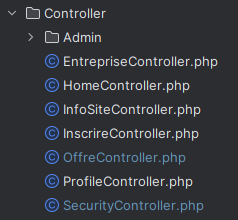 Controller
Admin
EntrepriseController.php
HomeController.php
InfoSiteController.php
InscrireController.php
OffreController.php
ProfileController.php
SecurityController.php